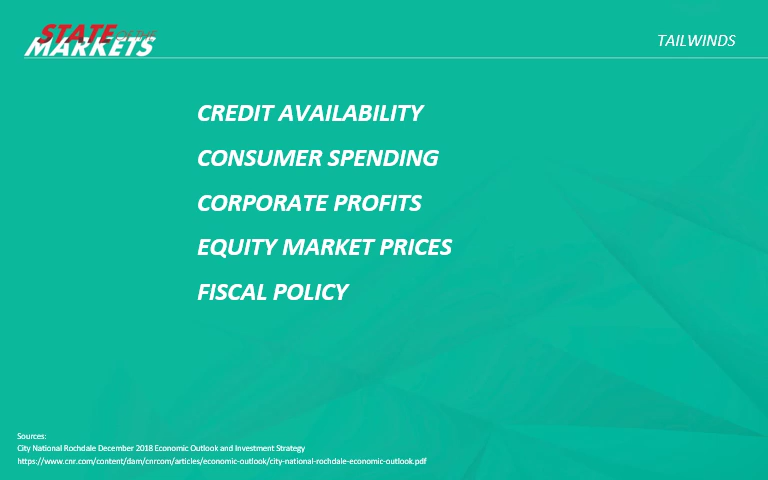 STATE OF THE
MARKETS
TAILWINDS
CREDIT AVAILABILITY
CONSUMER SPENDING
CORPORATE PROFITS
EQUITY MARKET PRICES
FISCAL POLICY
Sources:
City National Rochdale December 2018 Economic Outlook and Investment Strategy
https://www.cnr.com/content/dam/cnrcom/articles/economic-outlook/city-national-rochdale-economic-outlook.pdf